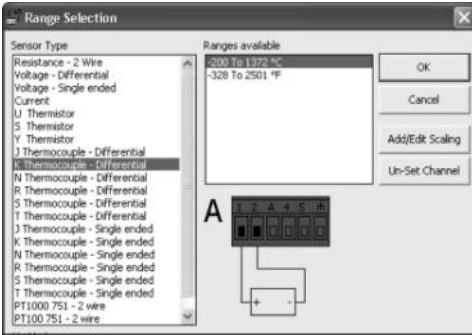 Range Selection
Sensor Type
Resistance - 2 Wire
Voltage - Differential
Voltage - Single ended
Current
U Thermistor
S Thermistor
Y Thermistor
J Thermocouple - Differential
K Thermocouple - Differential
N Thermocouple - Differential
R Thermocouple - Differential
S Thermocouple - Differential
T Thermocouple - Differential
J Thermocouple - Single ended
K Thermocouple - Single ended
N Thermocouple - Single ended
R Thermocouple - Single ended
S Thermocouple - Single ended
T Thermocouple - Single ended
PT1000 751 - 2 wire
PT100 751 - 2 wire
Ranges available
-200 To 1372 °C
-328 To 2501 °F
OK
Cancel
Add/Edit Scaling
Un-Set Channel
A
1 2 A 4 5
+ -